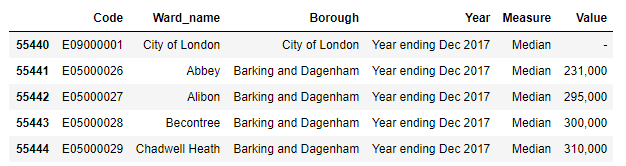 Code Ward_name Borough Year Measure Value
55440 E09000001 City of London City of London Year ending Dec 2017 Median -
55441 E05000026 Abbey Barking and Dagenham Year ending Dec 2017 Median 231,000
55442 E05000027 Alibon Barking and Dagenham Year ending Dec 2017 Median 295,000
55443 E05000028 Becontree Barking and Dagenham Year ending Dec 2017 Median 300,000
55444 E05000029 Chadwell Heath Barking and Dagenham Year ending Dec 2017 Median 310,000